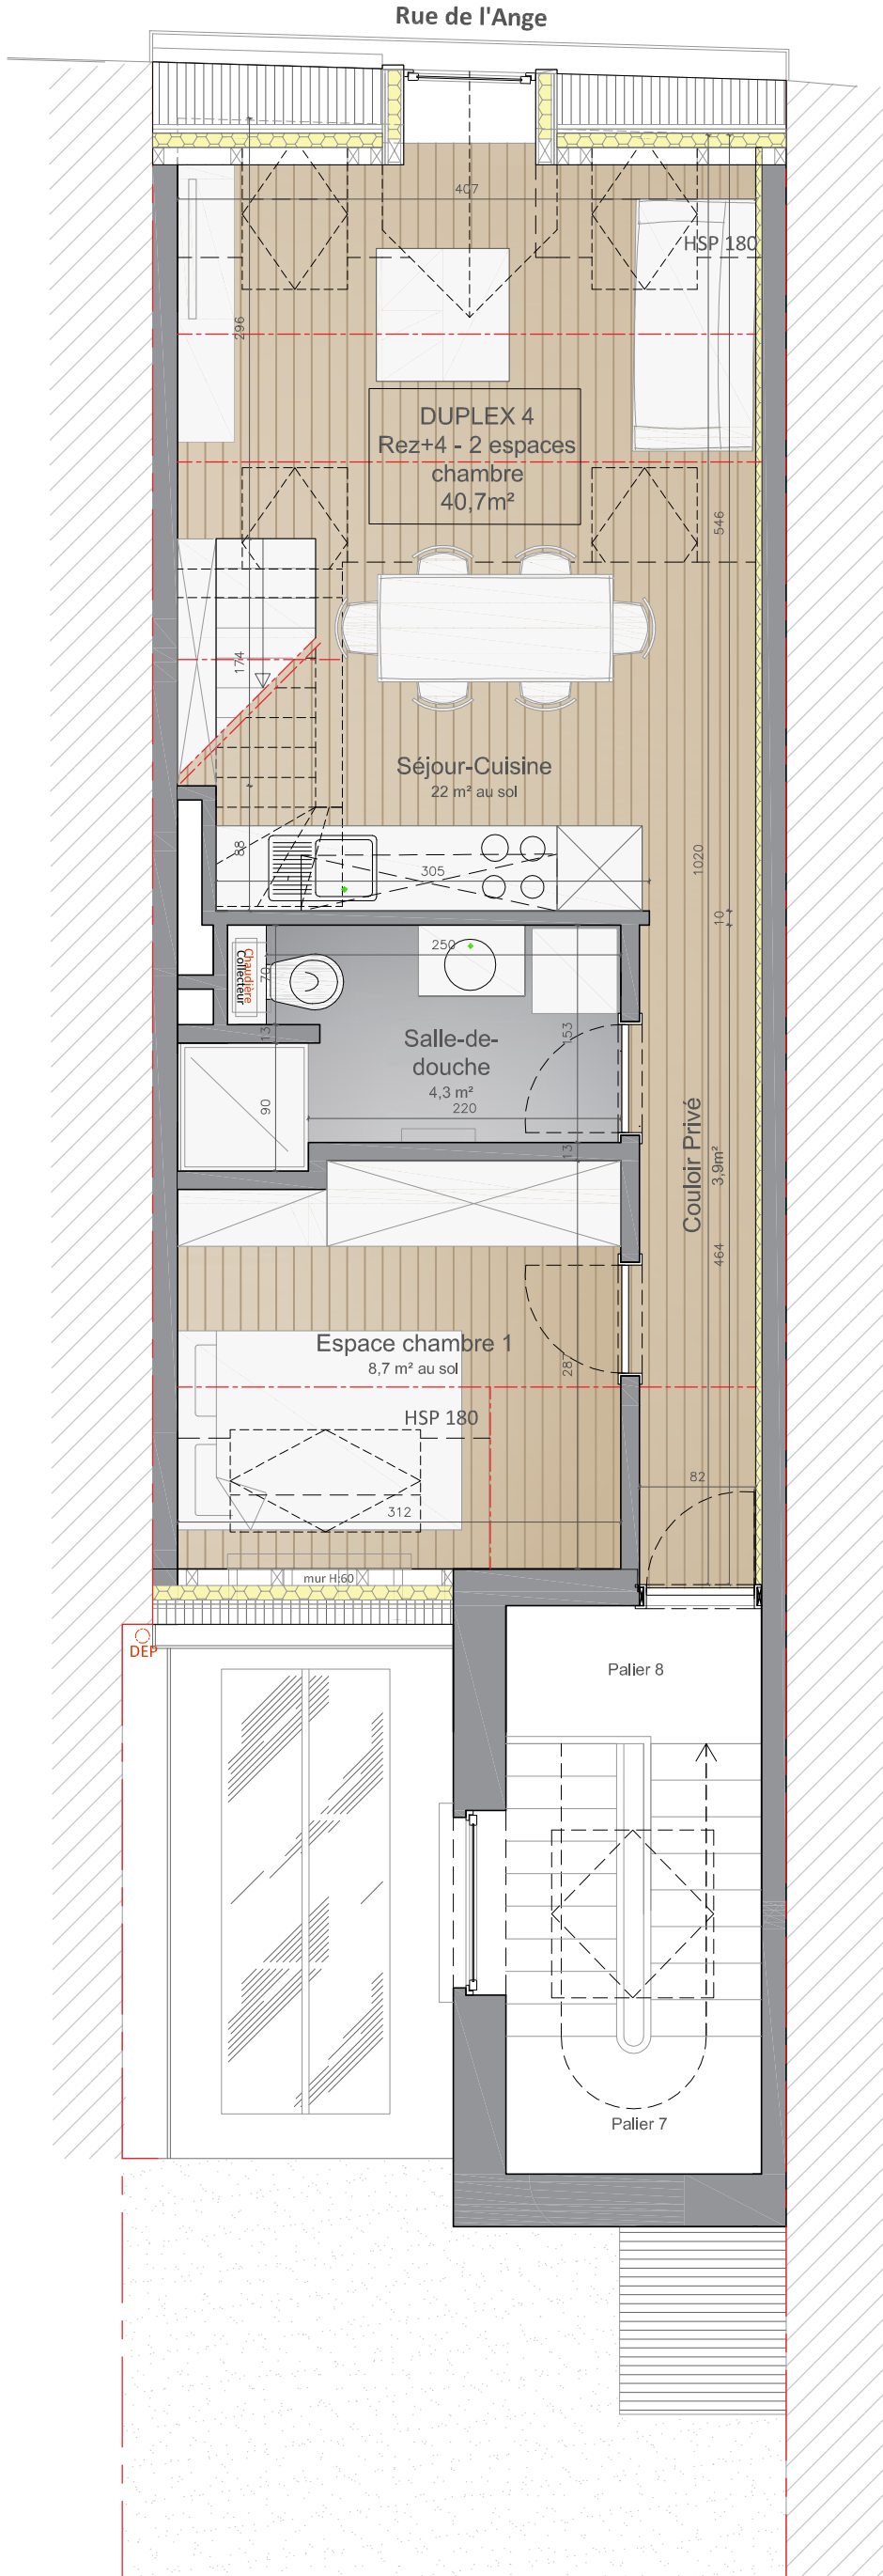 Rue de l'Ange
407
HSP 180
296
DUPLEX 4
Rez+4 - 2 espaces
chambre
40,7m²
546
174
Séjour-Cuisine
22 m² au sol
88
305
1020
10
Chaudière
Collecteur
250
70
13
153
Salle-de-
douche
4,3 m²
220
90
13
Couloir Privé
3,9m²
464
Espace chambre 1
8,7 m² au sol
287
HSP 180
82
312
mur H:60
DEP
Palier 8
Palier 7